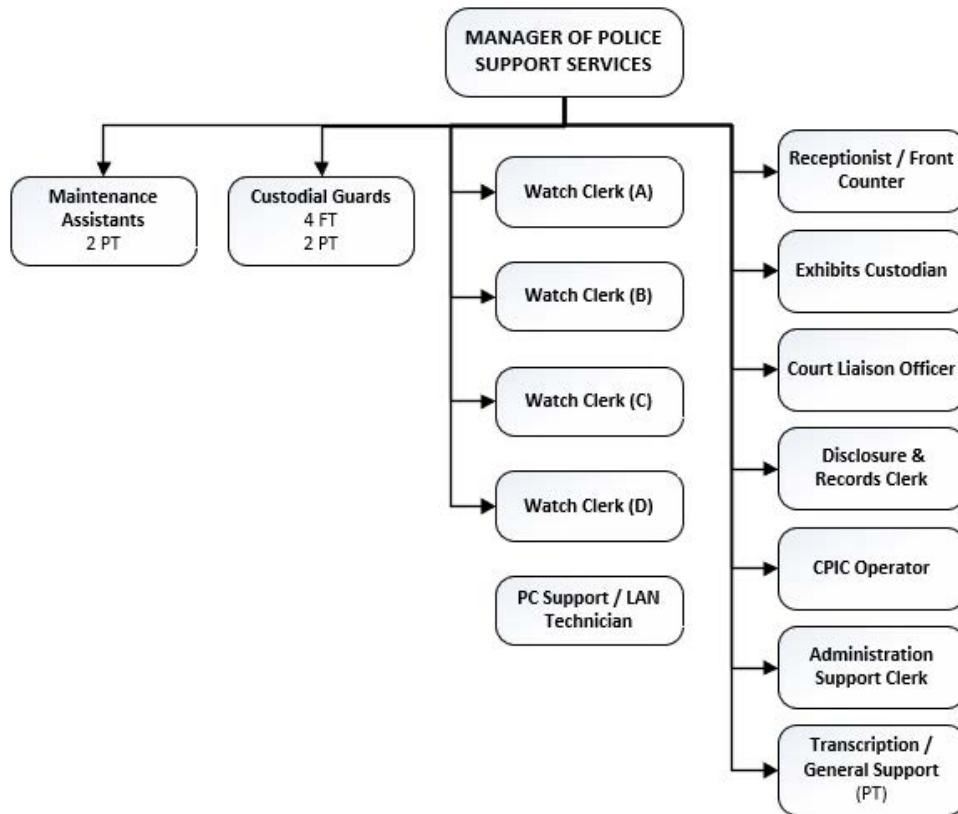 MANAGER OF POLICE
SUPPORT SERVICES
Maintenance
Assistants
2 PT
Custodial Guards
4 FT
2 PT
Watch Clerk (A)
Watch Clerk (B)
Watch Clerk (C)
Watch Clerk (D)
PC Support / LAN
Technician
Receptionist / Front
Counter
Exhibits Custodian
Court Liaison Officer
Disclosure &
Records Clerk
CPIC Operator
Administration
Support Clerk
Transcription /
General Support
(PT)